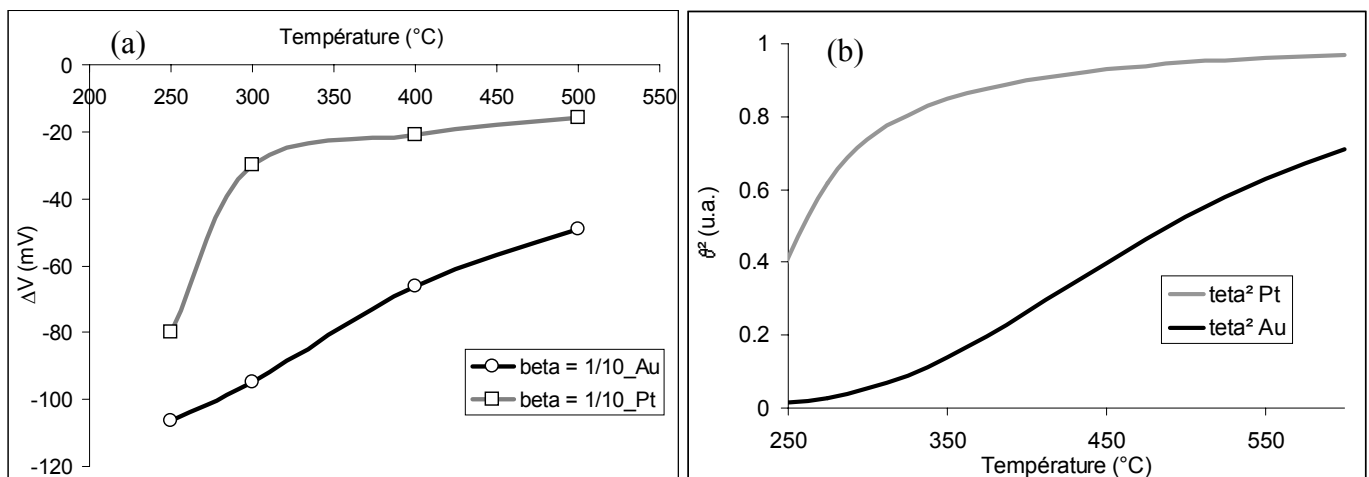 (a)
Température (°C)
0
200 250 300 350 400 450 500 550
-20
-40
-60
-80
-100
-120
ΔV (mV)
beta = 1/10_Au
beta = 1/10_Pt
(b)
1
0.8
0.6
0.4
0.2
0
θ² (u.a.)
teta² Pt
teta² Au
250 350 450 550
Température (°C)